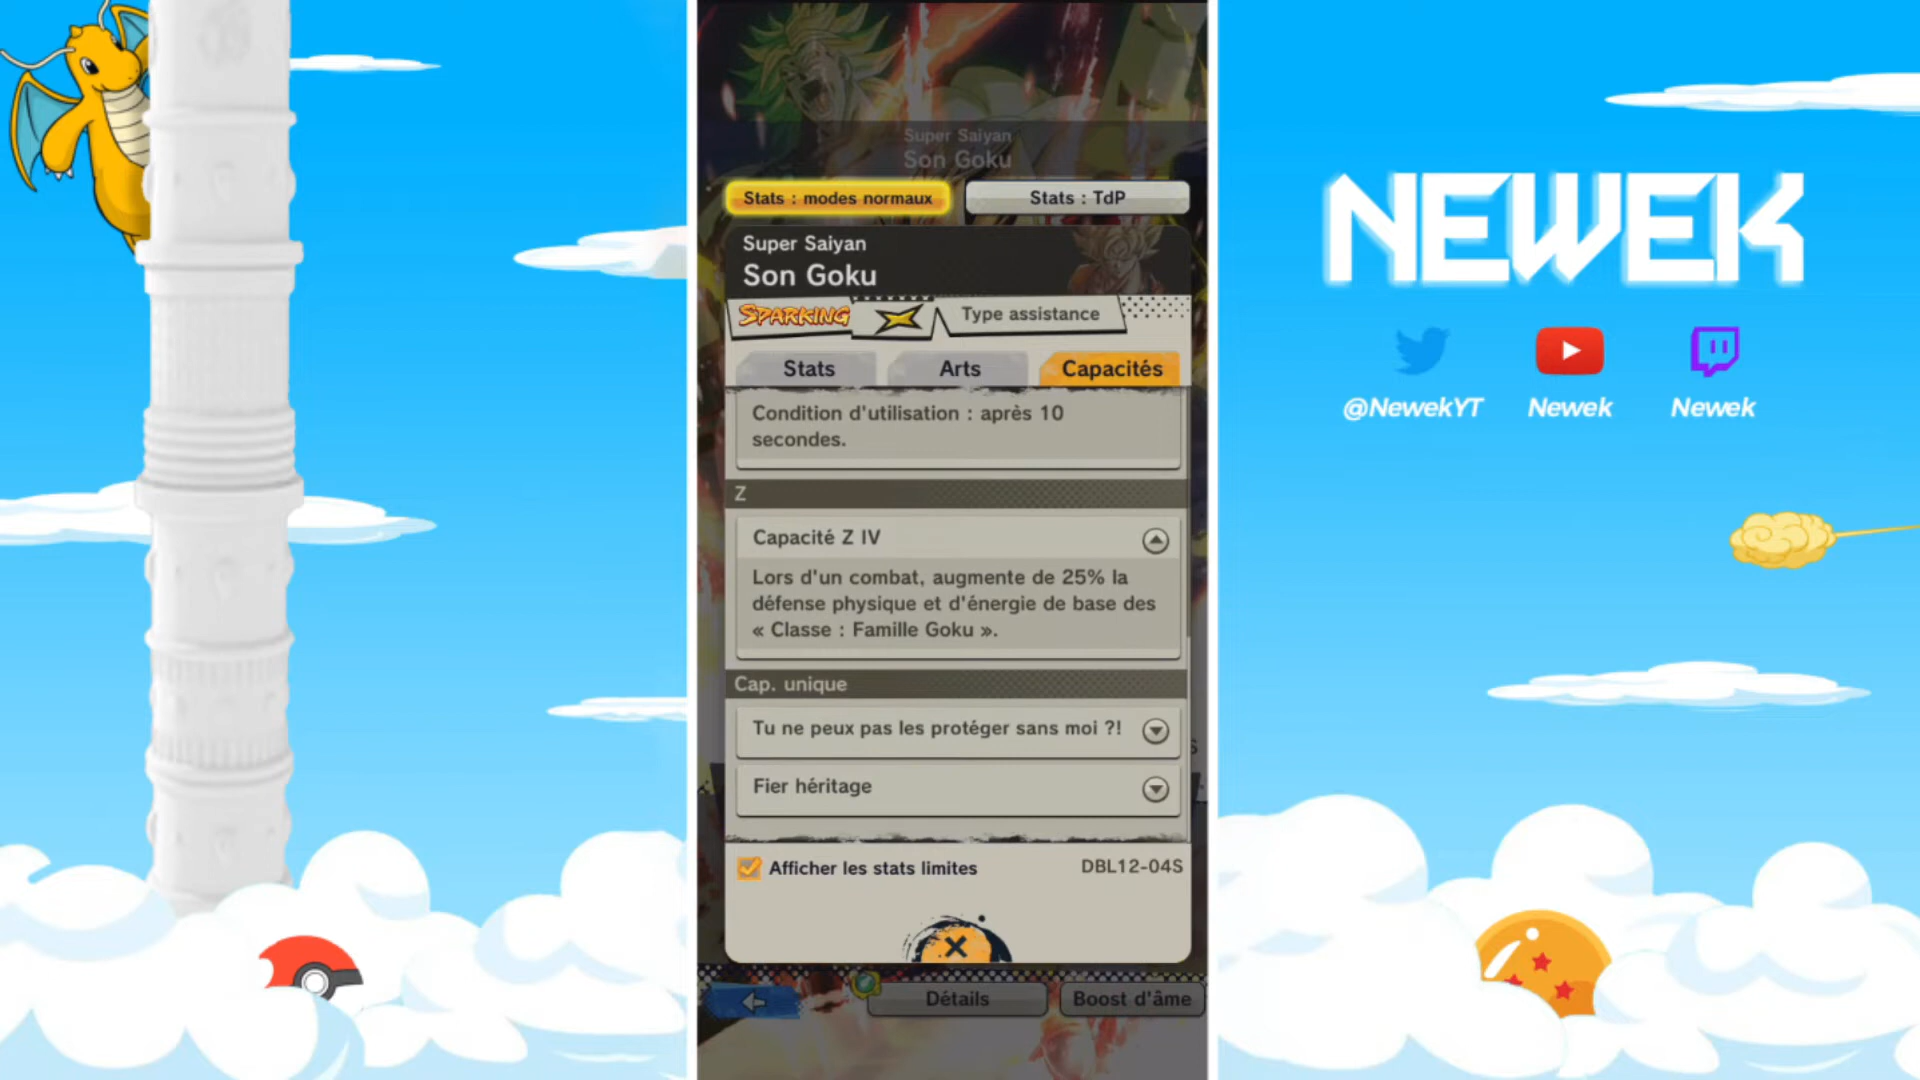 Super Saiyan
Son Goku
Stats : modes normaux
Stats : TdP
Super Saiyan
Son Goku
SPARKING
Type assistance
Stats
Arts
Capacités
Condition d'utilisation : après 10
secondes.
Z
Capacité Z IV
Lors d'un combat, augmente de 25% la
défense physique et d'énergie de base des
« Classe : Famille Goku ».
Cap. unique
Tu ne peux pas les protéger sans moi ?!
Fier héritage
Afficher les stats limites
DBL12-04S
Détails
Boost d'âme
NEWEK
@NewekYT
Newek
Newek